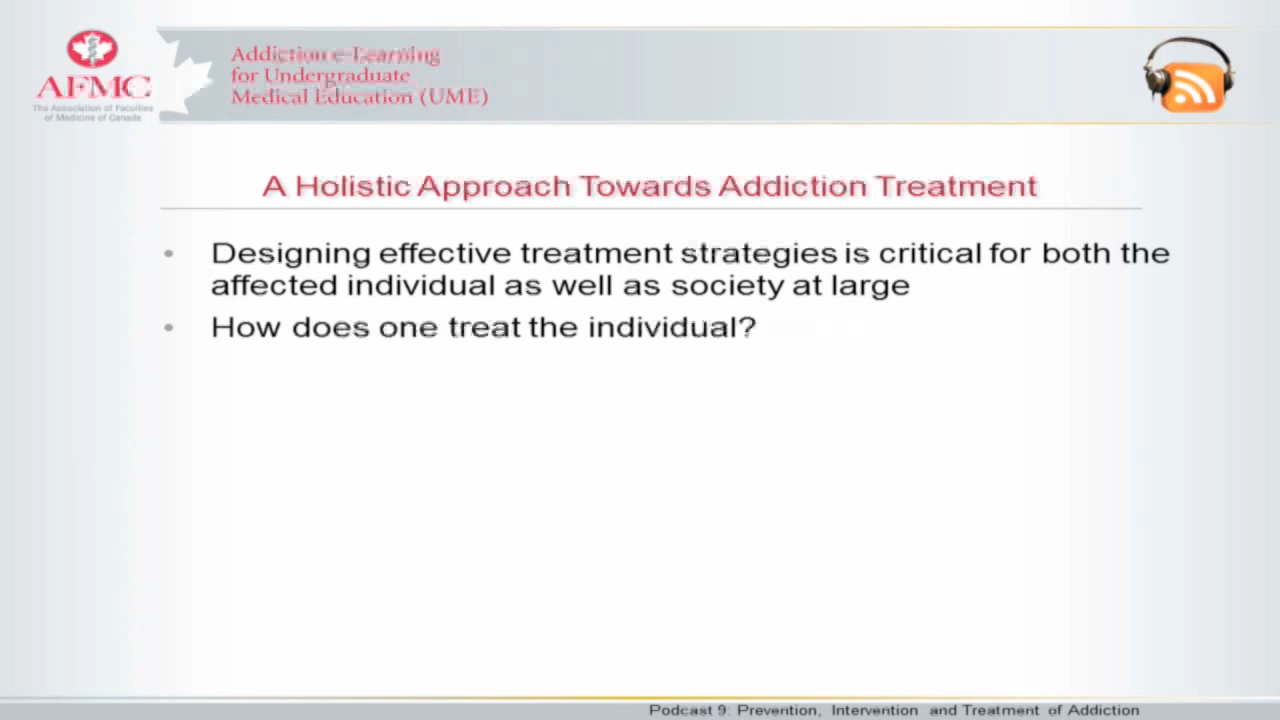 AFMC
The Association of Faculties
of Medicine of Canada
Addiction e-Learning
for Undergraduate
Medical Education (UME)
A Holistic Approach Towards Addiction Treatment
• Designing effective treatment strategies is critical for both the
affected individual as well as society at large
• How does one treat the individual?
Podcast 9: Prevention, Intervention and Treatment of Addiction